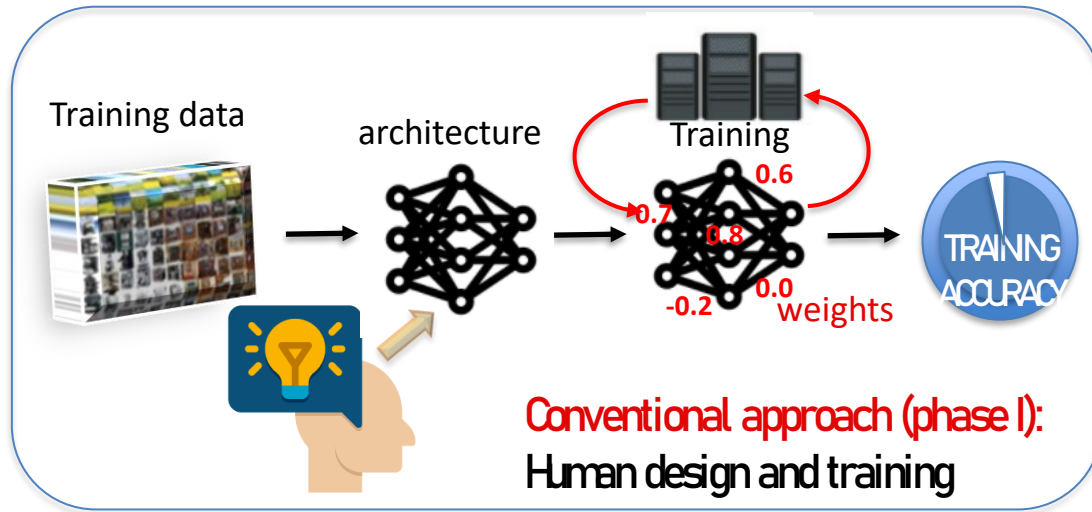 Training data
architecture
Training
0.6
0.7
0.8
-0.2
0.0
weights
TRAINING
ACCURACY
Conventional approach (phase I):
Human design and training